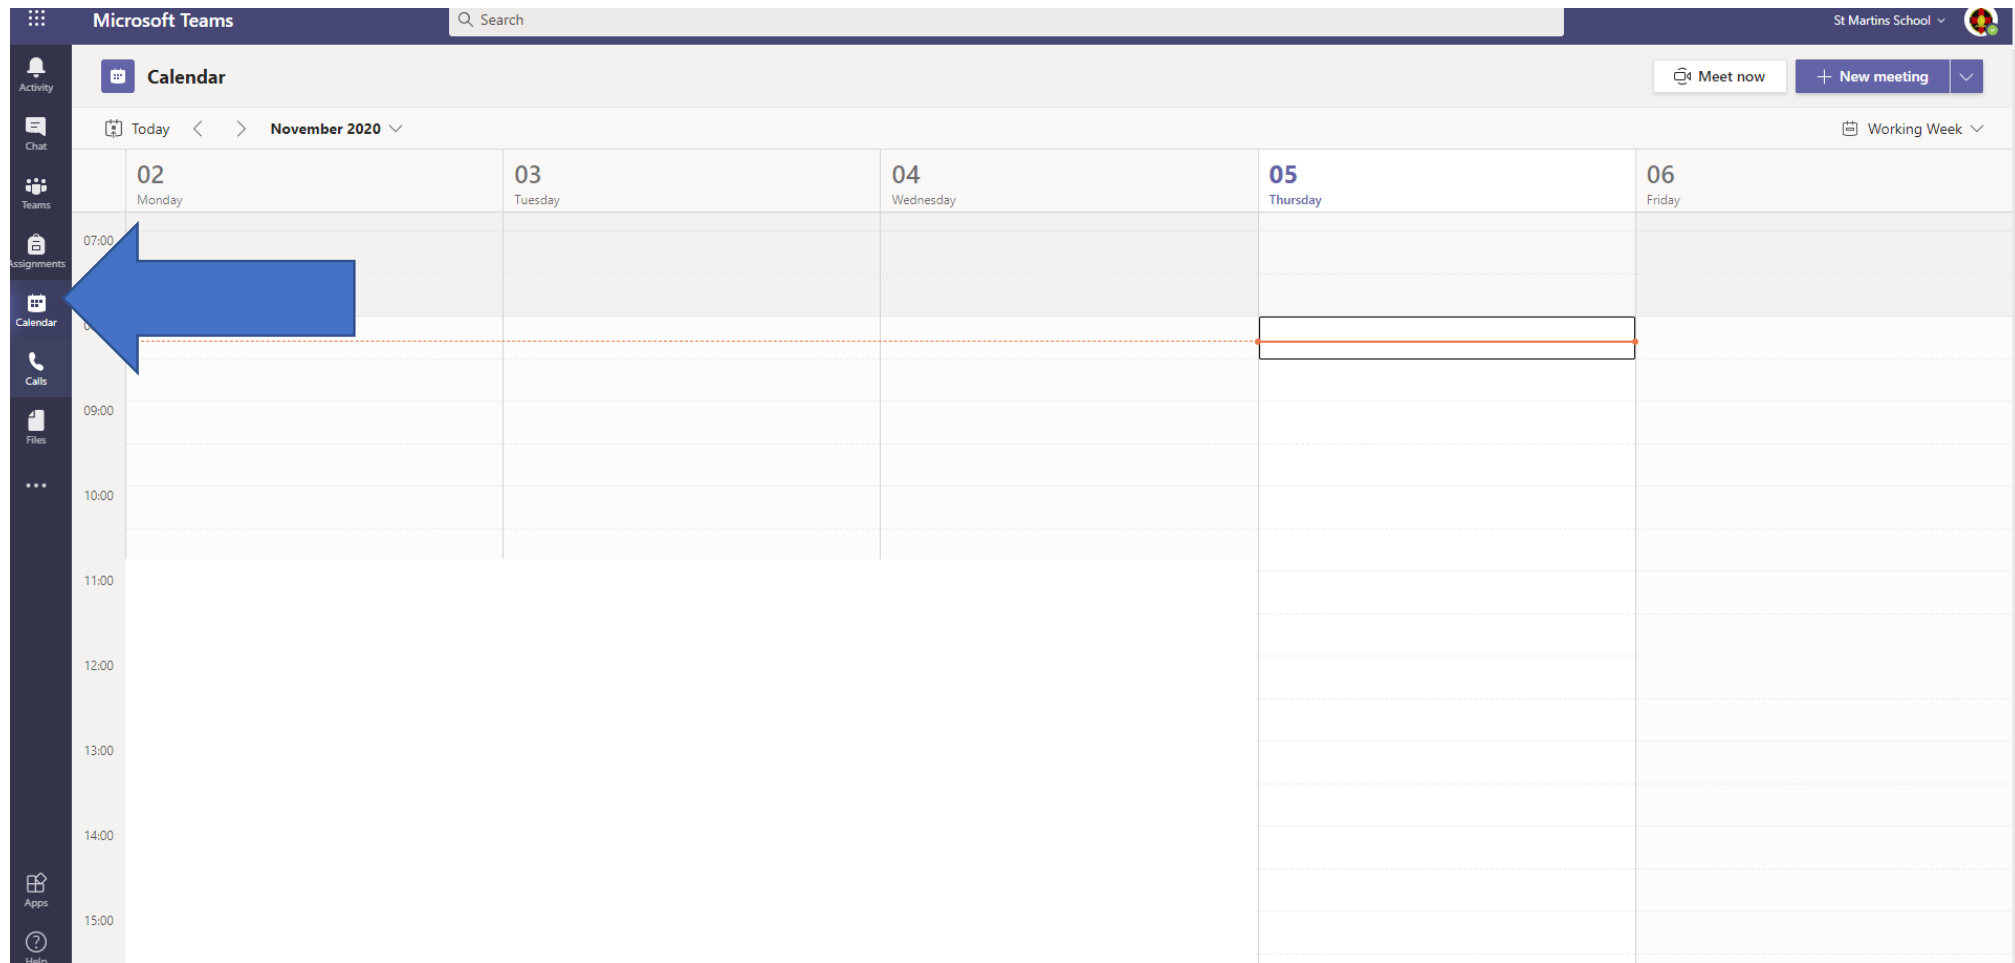 Microsoft Teams
Search
St Martins School
Activity
Chat
Teams
Assignments
Calendar
Calls
Files
Apps
Help
Calendar
Meet now
New meeting
Today
November 2020
Working Week
02
Monday
03
Tuesday
04
Wednesday
05
Thursday
06
Friday
07:00
09:00
10:00
11:00
12:00
13:00
14:00
15:00